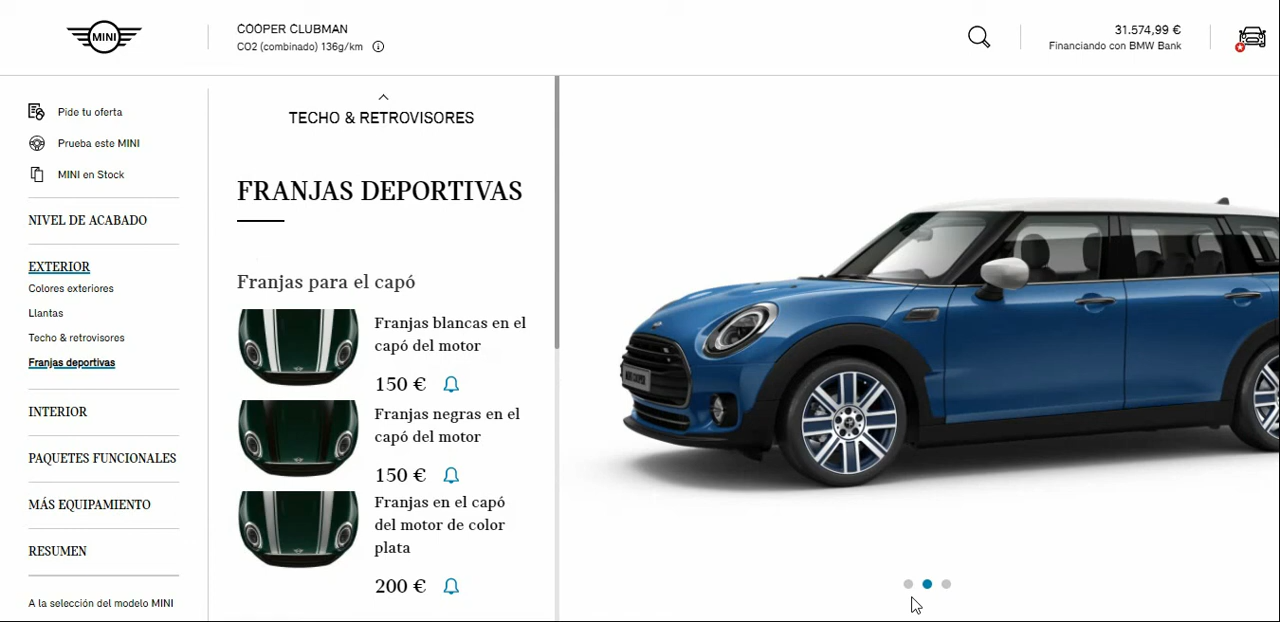 MINI
COOPER CLUBMAN
CO2 (combinado) 136g/km
31.574,99 €
Financiando con BMW Bank
Pide tu oferta
Prueba este MINI
MINI en Stock
NIVEL DE ACABADO
EXTERIOR
Colores exteriores
Llantas
Techo & retrovisores
Franjas deportivas
INTERIOR
PAQUETES FUNCIONALES
MÁS EQUIPAMIENTO
RESUMEN
A la selección del modelo MINI
TECHO & RETROVISORES
FRANJAS DEPORTIVAS
Franjas para el capó
Franjas blancas en el
capó del motor
150 €
Franjas negras en el
capó del motor
150 €
Franjas en el capó
del motor de color
plata
200 €
MINI COOPER